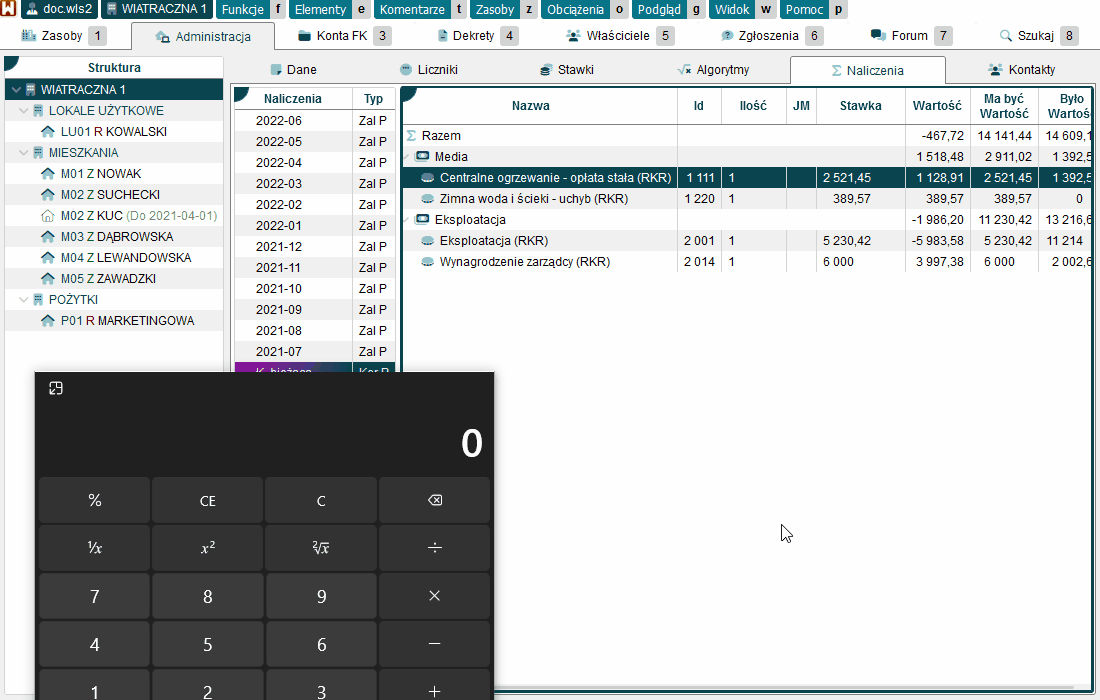 doc.wls2 WIATRACZNA 1 Funkcje f Elementy e Komentarze t Zasoby z Obciążenia o Podgląd g Widok w Pomoc p
Zasoby 1 Administracja Konta FK 3 Dekrety 4 Właściciele 5 Zgłoszenia 6 Forum 7 Szukaj 8
Struktura
WIATRACZNA 1
LOKALE UŻYTKOWE
LU01 R KOWALSKI
MIESZKANIA
M01 Z NOWAK
M02 Z SUCHECKI
M02 Z KUC (Do 2021-04-01)
M03 Z DĄBROWSKA
M04 Z LEWANDOWSKA
M05 Z ZAWADZKI
POŻYTKI
P01 R MARKETINGOWA
Dane Liczniki Stawki Algorytmy Naliczenia Kontakty
Naliczenia Typ
2022-06 Zal P
2022-05 Zal P
2022-04 Zal P
2022-03 Zal P
2022-02 Zal P
2022-01 Zal P
2021-12 Zal P
2021-11 Zal P
2021-10 Zal P
2021-09 Zal P
2021-08 Zal P
2021-07 Zal P
Nazwa Id Ilość JM Stawka Wartość Ma być Wartość Było
Razem -467,72 14 141,44 14 609,1
Media 1 518,48 2 911,02 1 392,5
Centralne ogrzewanie - opłata stała (RKR) 1 111 1 2 521,45 1 128,91 2 521,45 1 392,5
Zimna woda i ścieki - uchyb (RKR) 1 220 1 389,57 389,57 389,57 0
Eksploatacja -1 986,20 11 230,42 13 216,6
Eksploatacja (RKR) 2 001 1 5 230,42 -5 983,58 5 230,42 11 214
Wynagrodzenie zarządcy (RKR) 2 014 1 6 000 3 997,38 6 000 2 002,6
0
% CE C
⅟x x² ²√x ÷
7 8 9 ×
4 5 6 −
1 2 3 +